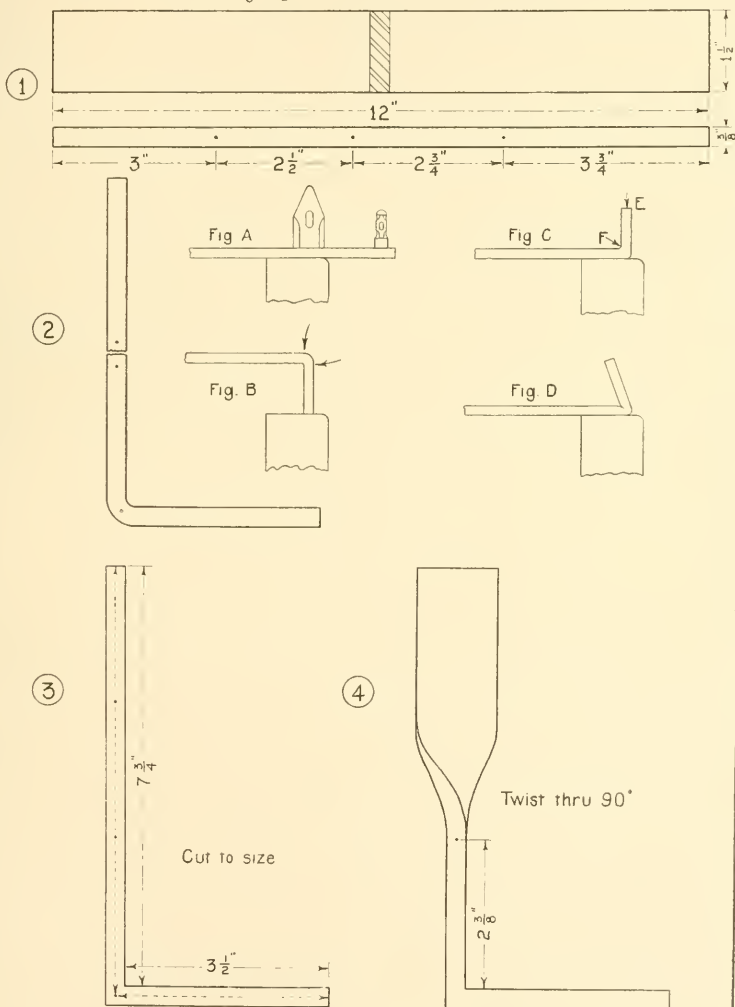 1
1 1/2"
12"
3/8"
3" 2 1/2" 2 3/4" 3 3/4"
2
Fig A
Fig C
E
F
Fig. B
Fig. D
3
4
7 3/4"
Twist thru 90°
Cut to size
2 3/8"
3 1/2"